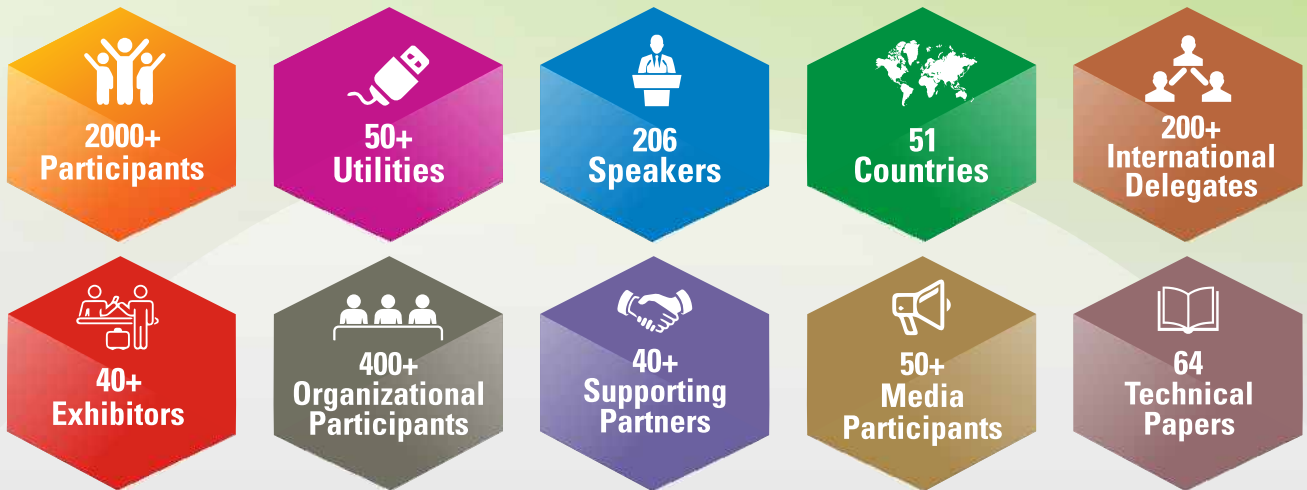 2000+
Participants
50+
Utilities
206
Speakers
51
Countries
200+
International
Delegates
40+
Exhibitors
400+
Organizational
Participants
40+
Supporting
Partners
50+
Media
Participants
64
Technical
Papers